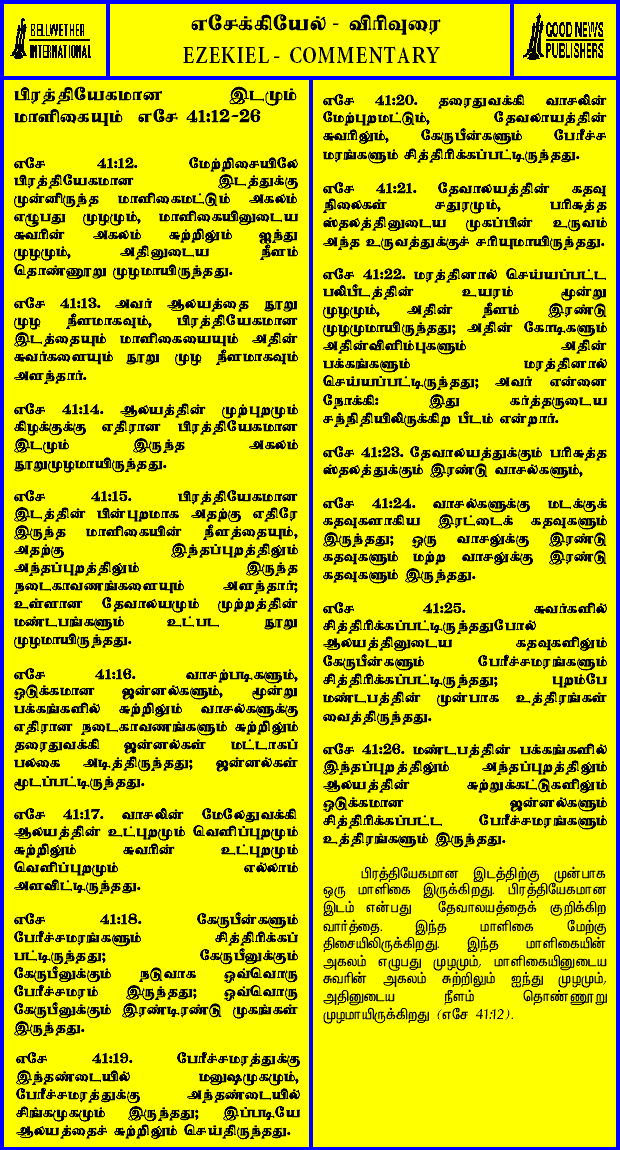 BELLWETHER
INTERNATIONAL
எசேக்கியேல் - விரிவுரை
EZEKIEL - COMMENTARY
GOOD NEWS
PUBLISHERS
பிரத்தியேகமான இடமும்
மாளிகையும் எசே 41:12-26
எசே 41:12. மேற்றிசையிலே
பிரத்தியேகமான இடத்துக்கு
முன்னிருந்த மாளிகைமட்டும் அகலம்
எழுபது முழமும், மாளிகையினுடைய
சுவரின் அகலம் சுற்றிலும் ஐந்து
முழமும், அதினுடைய நீளம்
தொண்ணூறு முழமாயிருந்தது.
எசே 41:13. அவர் ஆலயத்தை நூறு
முழ நீளமாகவும், பிரத்தியேகமான
இடத்தையும் மாளிகையையும் அதின்
சுவர்களையும் நூறு முழ நீளமாகவும்
அளந்தார்.
எசே 41:14. ஆலயத்தின் முற்புறமும்
கிழக்குக்கு எதிரான பிரத்தியேகமான
இடமும் இருந்த அகலம்
நூறுமுழமாயிருந்தது.
எசே 41:15. பிரத்தியேகமான
இடத்தின் பின்புறமாக அதற்கு எதிரே
இருந்த மாளிகையின் நீளத்தையும்,
அதற்கு இந்தப்புறத்திலும்
அந்தப்புறத்திலும் இருந்த
நடைகாவணங்களையும் அளந்தார்;
உள்ளான தேவாலயமும் முற்றத்தின்
மண்டபங்களும் உட்பட நூறு
முழமாயிருந்தது.
எசே 41:16. வாசற்படிகளும்,
ஒடுக்கமான ஜன்னல்களும், மூன்று
பக்கங்களில் சுற்றிலும் வாசல்களுக்கு
எதிரான நடைகாவணங்களும் சுற்றிலும்
தரைதுவக்கி ஜன்னல்கள் மட்டாகப்
பலகை அடித்திருந்தது; ஜன்னல்கள்
மூடப்பட்டிருந்தது.
எசே 41:17. வாசலின் மேலேதுவக்கி
ஆலயத்தின் உட்புறமும் வெளிப்புறமும்
சுற்றிலும் சுவரின் உட்புறமும்
வெளிப்புறமும் எல்லாம்
அளவிட்டிருந்தது.
எசே 41:18. கேருபீன்களும்
பேரீச்சமரங்களும் சித்திரிக்கப்
பட்டிருந்தது; கேருபீனுக்கும்
கேருபீனுக்கும் நடுவாக ஒவ்வொரு
பேரீச்சமரம் இருந்தது; ஒவ்வொரு
கேருபீனுக்கும் இரண்டிரண்டு முகங்கள்
இருந்தது.
எசே 41:19. பேரீச்சமரத்துக்கு
இந்தண்டையில் மனுஷமுகமும்,
பேரீச்சமரத்துக்கு அந்தண்டையில்
சிங்கமுகமும் இருந்தது; இப்படியே
ஆலயத்தைச் சுற்றிலும் செய்திருந்தது.
எசே 41:20. தரைதுவக்கி வாசலின்
மேற்புறமட்டும், தேவாலயத்தின்
சுவரிலும், கேருபீன்களும் பேரீச்ச
மரங்களும் சித்திரிக்கப்பட்டிருந்தது.
எசே 41:21. தேவாலயத்தின் கதவு
நிலைகள் சதுரமும், பரிசுத்த
ஸ்தலத்தினுடைய முகப்பின் உருவம்
அந்த உருவத்துக்குச் சரியுமாயிருந்தது.
எசே 41:22. மரத்தினால் செய்யப்பட்ட
பலிபீடத்தின் உயரம் மூன்று
முழமும், அதின் நீளம் இரண்டு
முழமுமாயிருந்தது; அதின் கோடிகளும்
அதின்விளிம்புகளும் அதின்
பக்கங்களும் மரத்தினால்
செய்யப்பட்டிருந்தது; அவர் என்னை
நோக்கி: இது கர்த்தருடைய
சந்நிதியிலிருக்கிற பீடம் என்றார்.
எசே 41:23. தேவாலயத்துக்கும் பரிசுத்த
ஸ்தலத்துக்கும் இரண்டு வாசல்களும்,
எசே 41:24. வாசல்களுக்கு மடக்குக்
கதவுகளாகிய இரட்டைக் கதவுகளும்
இருந்தது; ஒரு வாசலுக்கு இரண்டு
கதவுகளும் மற்ற வாசலுக்கு இரண்டு
கதவுகளும் இருந்தது.
எசே 41:25. சுவர்களில்
சித்திரிக்கப்பட்டிருந்ததுபோல்
ஆலயத்தினுடைய கதவுகளிலும்
கேருபீன்களும் பேரீச்சமரங்களும்
சித்திரிக்கப்பட்டிருந்தது; புறம்பே
மண்டபத்தின் முன்பாக உத்திரங்கள்
வைத்திருந்தது.
எசே 41:26. மண்டபத்தின் பக்கங்களில்
இந்தப்புறத்திலும் அந்தப்புறத்திலும்
ஆலயத்தின் சுற்றுக்கட்டுகளிலும்
ஒடுக்கமான ஜன்னல்களும்
சித்திரிக்கப்பட்ட பேரீச்சமரங்களும்
உத்திரங்களும் இருந்தது.
பிரத்தியேகமான இடத்திற்கு முன்பாக
ஒரு மாளிகை இருக்கிறது. பிரத்தியேகமான
இடம் என்பது தேவாலயத்தைக் குறிக்கிற
வார்த்தை. இந்த மாளிகை மேற்கு
திசையிலிருக்கிறது. இந்த மாளிகையின்
அகலம் எழுபது முழமும், மாளிகையினுடைய
சுவரின் அகலம் சுற்றிலும் ஐந்து முழமும்,
அதினுடைய நீளம் தொண்ணூறு
முழமாயிருக்கிறது (எசே 41:12).